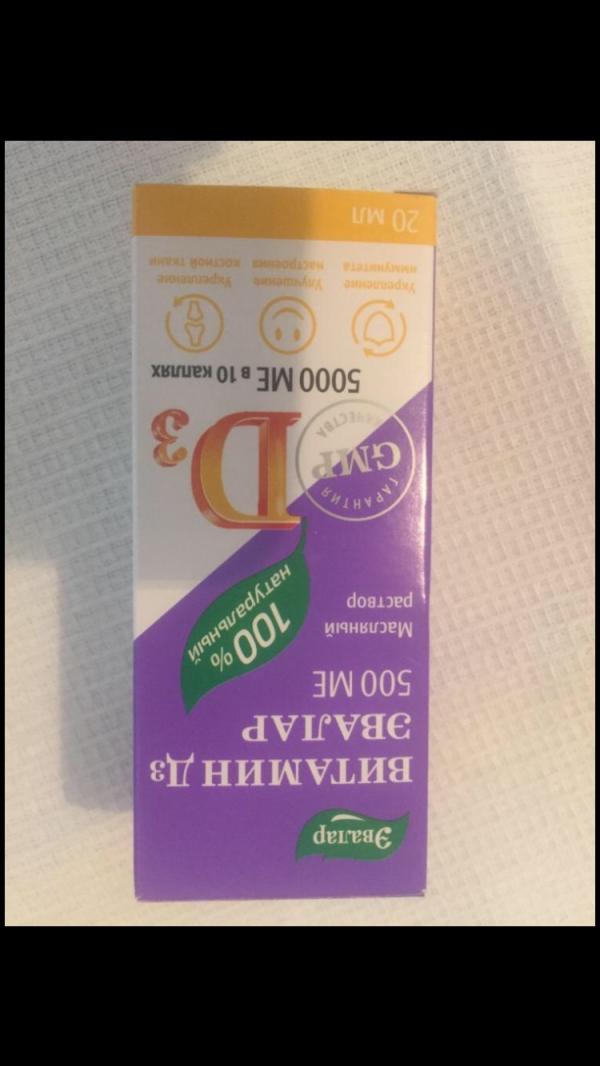 Эвалар
ВИТАМИН Д3
ЭВАЛАР
500 МЕ
Масляный
раствор
100%
натуральный
ГАРАНТИЯ
GMP
КАЧЕСТВА
D3
5000 МЕ в 10 каплях
Укрепление
иммунитета
Улучшение
настроения
Укрепление
костной ткани
20 мл